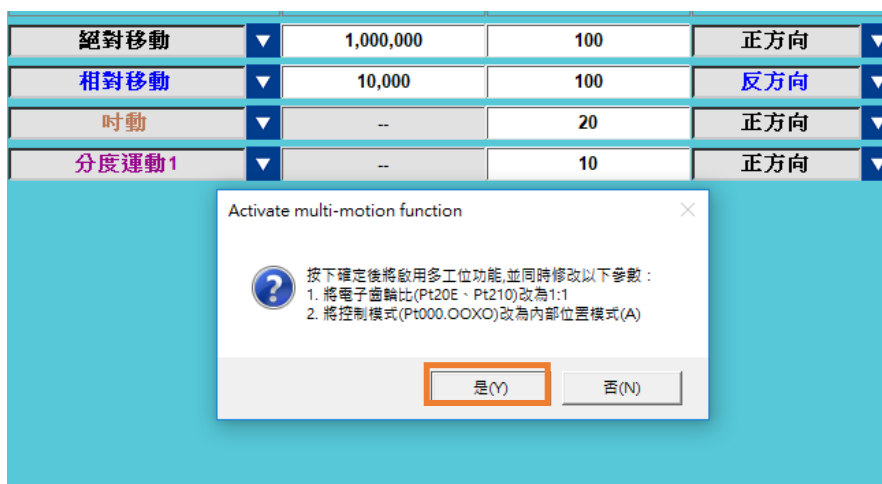 絕對移動 1,000,000 100 正方向
相對移動 10,000 100 反方向
吋動 -- 20 正方向
分度運動1 -- 10 正方向
Activate multi-motion function
按下確定後將啟用多工位功能,並同時修改以下參數：
1. 將電子齒輪比(Pt20E、Pt210)改為1:1
2. 將控制模式(Pt000.OOXO)改為內部位置模式(A)
是(Y) 否(N)